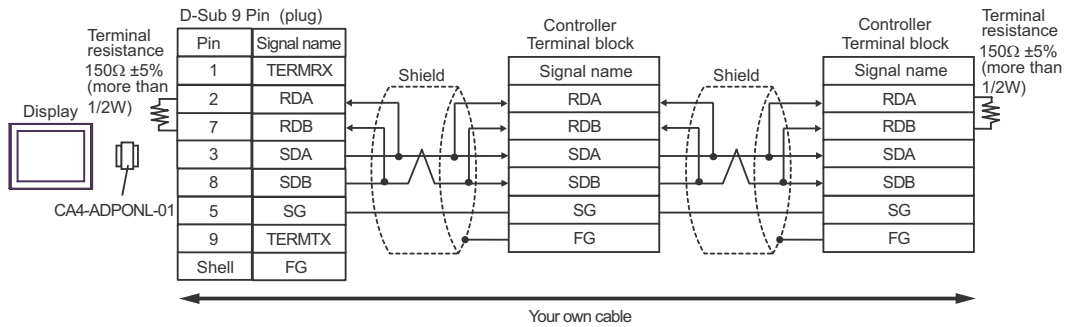 D-Sub 9 Pin (plug)
Terminal
resistance
150Ω ±5%
(more than
1/2W)
Display
CA4-ADPONL-01
Pin Signal name
1 TERMRX
2 RDA
7 RDB
3 SDA
8 SDB
5 SG
9 TERMTX
Shell FG
Shield
Controller
Terminal block
Signal name
RDA
RDB
SDA
SDB
SG
FG
Shield
Controller
Terminal block
Signal name
RDA
RDB
SDA
SDB
SG
FG
Terminal
resistance
150Ω ±5%
(more than
1/2W)
Your own cable